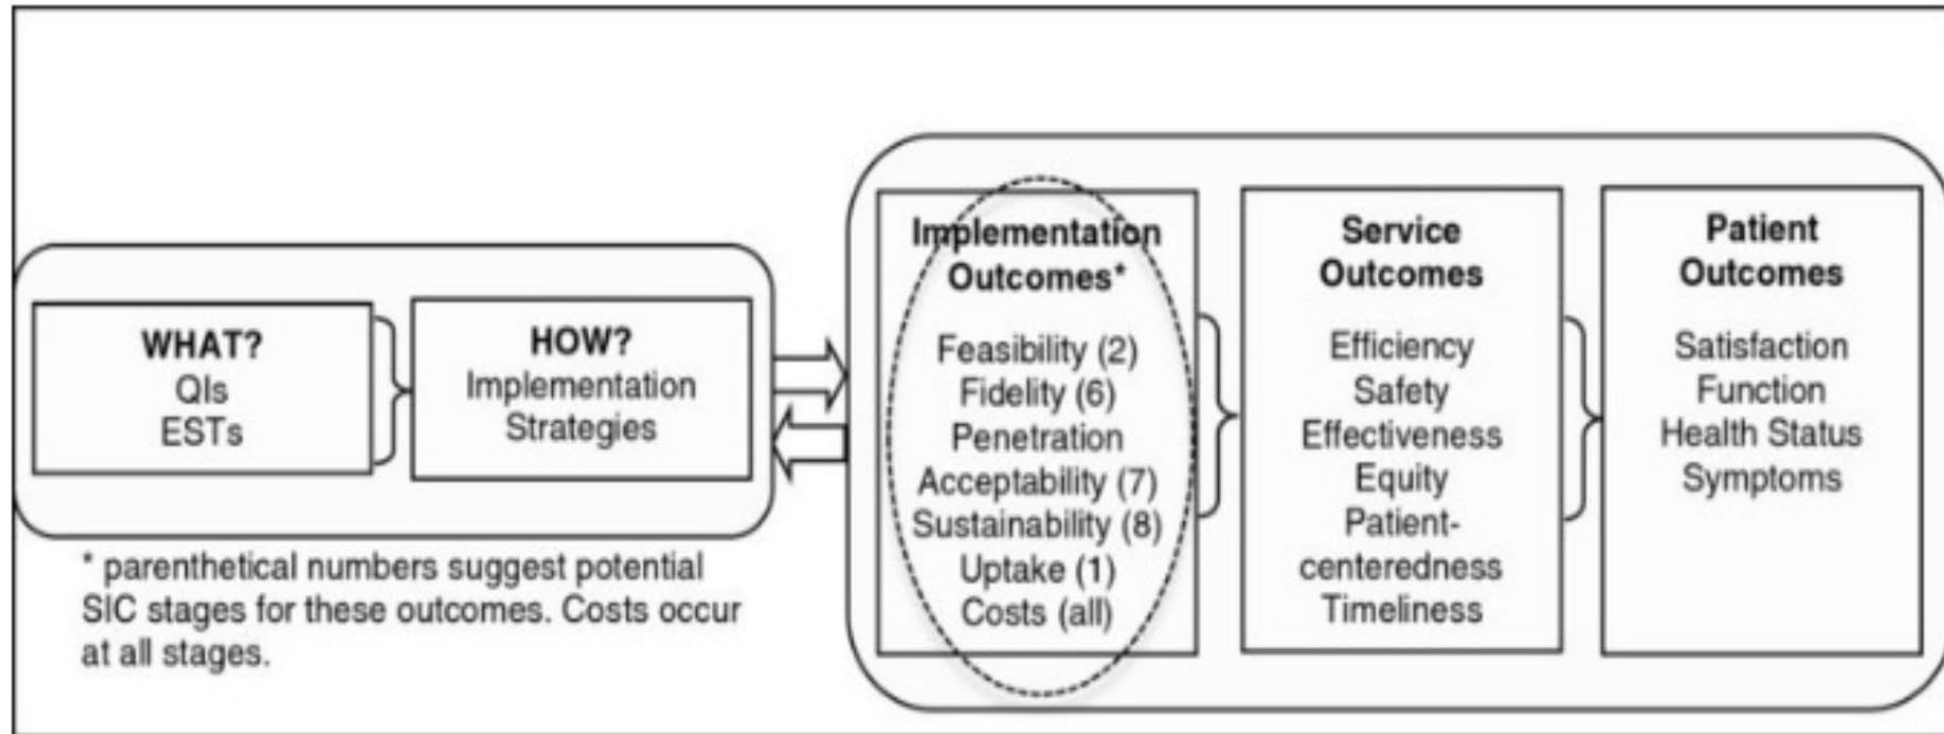 WHAT?
QIs
ESTs
HOW?
Implementation
Strategies
* parenthetical numbers suggest potential
SIC stages for these outcomes. Costs occur
at all stages.
Implementation
Outcomes*
Feasibility (2)
Fidelity (6)
Penetration
Acceptability (7)
Sustainability (8)
Uptake (1)
Costs (all)
Service
Outcomes
Efficiency
Safety
Effectiveness
Equity
Patient-
centeredness
Timeliness
Patient
Outcomes
Satisfaction
Function
Health Status
Symptoms